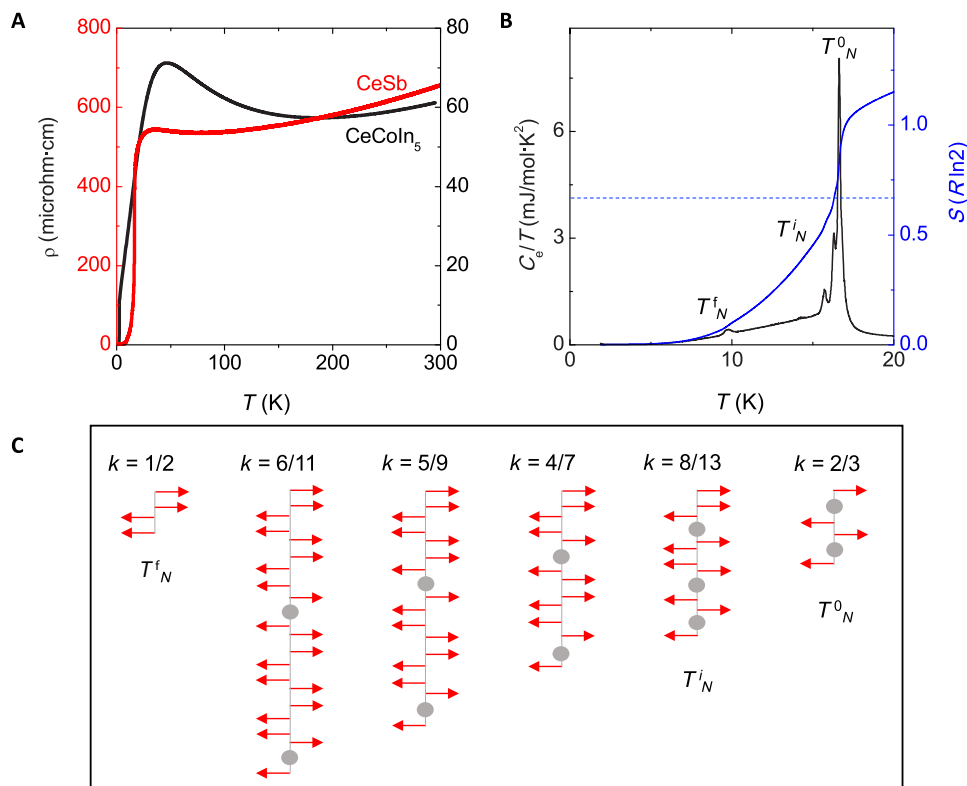 A
800
600
400
200
0
ρ (microhm·cm)
80
60
40
20
0
CeSb
CeCoIn5
0 100 200 300
T (K)
B
T0N
TiN
TfN
6
3
0
Ce/T (mJ/mol·K2)
1.0
0.5
0.0
S (R ln2)
0 10 20
T (K)
C
k = 1/2 k = 6/11 k = 5/9 k = 4/7 k = 8/13 k = 2/3
TfN
T0N
TiN